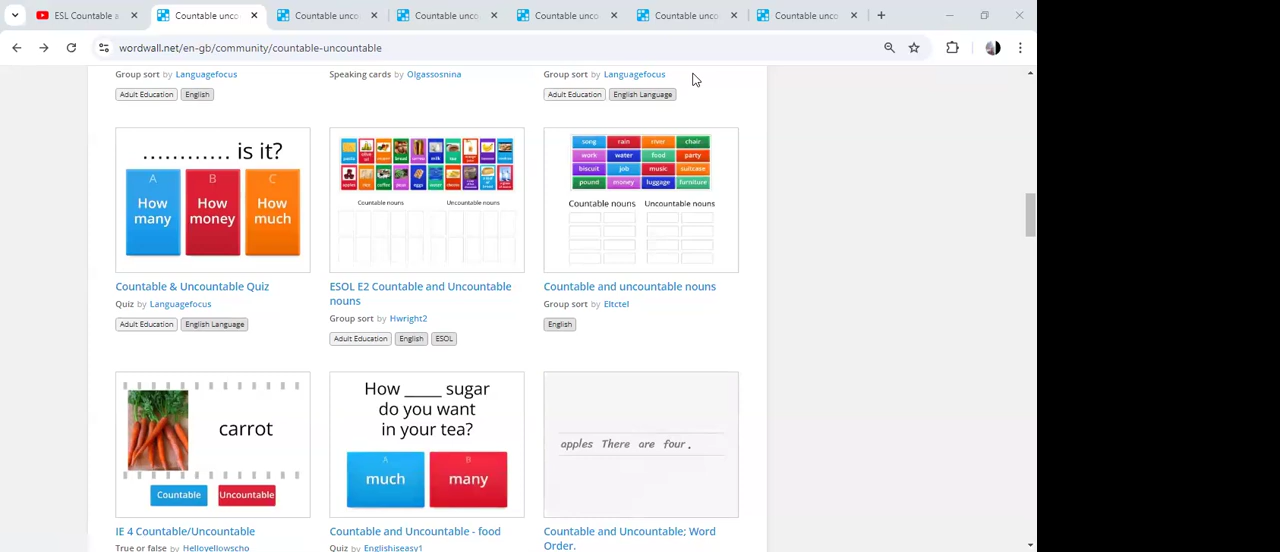 ESL Countable a
Countable unco
Countable unco
Countable unco
Countable unco
Countable unco
Countable unco
wordwall.net/en-gb/community/countable-uncountable
Group sort by Languagefocus
Speaking cards by Olgassosnina
Group sort by Languagefocus
Adult Education English
Adult Education English Language
............ is it?
A B C
How many How money How much
Countable nouns Uncountable nouns
song rain river chair
work water food party
biscuit job music suitcase
pound money luggage furniture
Countable nouns Uncountable nouns
Countable & Uncountable Quiz
Quiz by Languagefocus
Adult Education English Language
ESOL E2 Countable and Uncountable
nouns
Group sort by Hwright2
Adult Education English ESOL
Countable and uncountable nouns
Group sort by Eltctel
English
carrot
Countable Uncountable
How ____ sugar
do you want
in your tea?
A B
much many
apples There are four.
IE 4 Countable/Uncountable
True or false by Helloyellowscho
Countable and Uncountable - food
Quiz by Englishiseasy1
Countable and Uncountable; Word
Order.